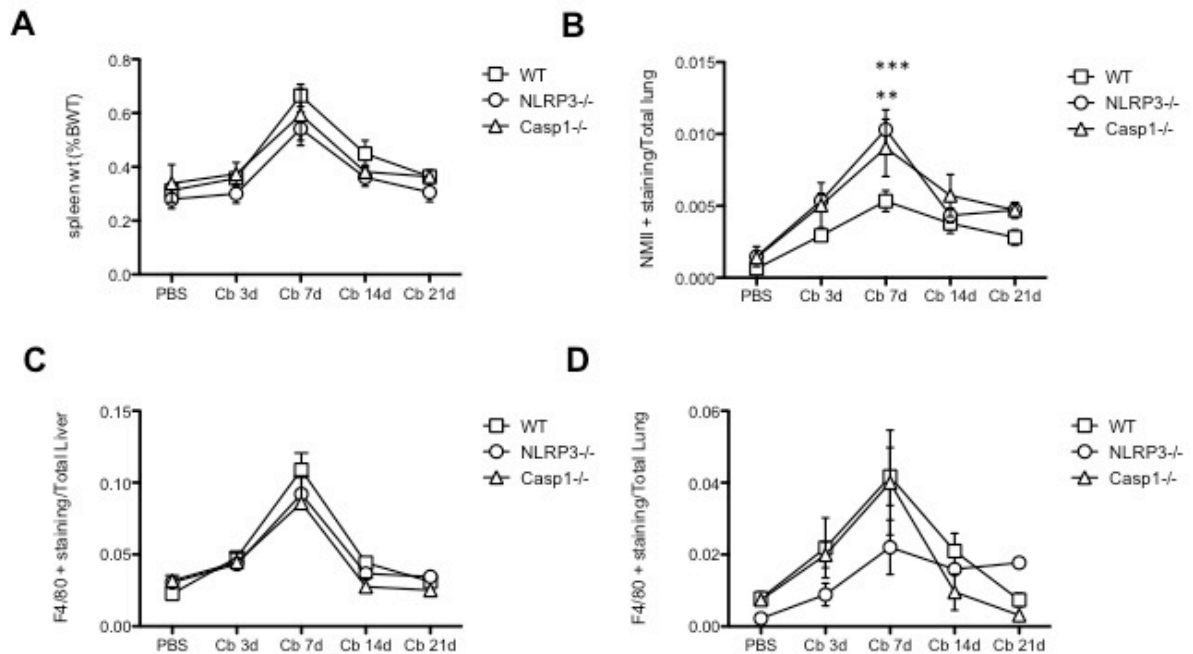 A
spleen wt (%BWT)
0.8
0.6
0.4
0.2
0.0
PBS Cb 3d Cb 7d Cb 14d Cb 21d
WT
NLRP3-/-
Casp1-/-
B
NMII + staining/Total lung
0.015
0.010
0.005
0.000
***
**
PBS Cb 3d Cb 7d Cb 14d Cb 21d
WT
NLRP3-/-
Casp1-/-
C
F4/80 + staining/Total Liver
0.15
0.10
0.05
0.00
PBS Cb 3d Cb 7d Cb 14d Cb 21d
WT
NLRP3-/-
Casp1-/-
D
F4/80 + staining/Total Lung
0.06
0.04
0.02
0.00
PBS Cb 3d Cb 7d Cb 14d Cb 21d
WT
NLRP3-/-
Casp1-/-